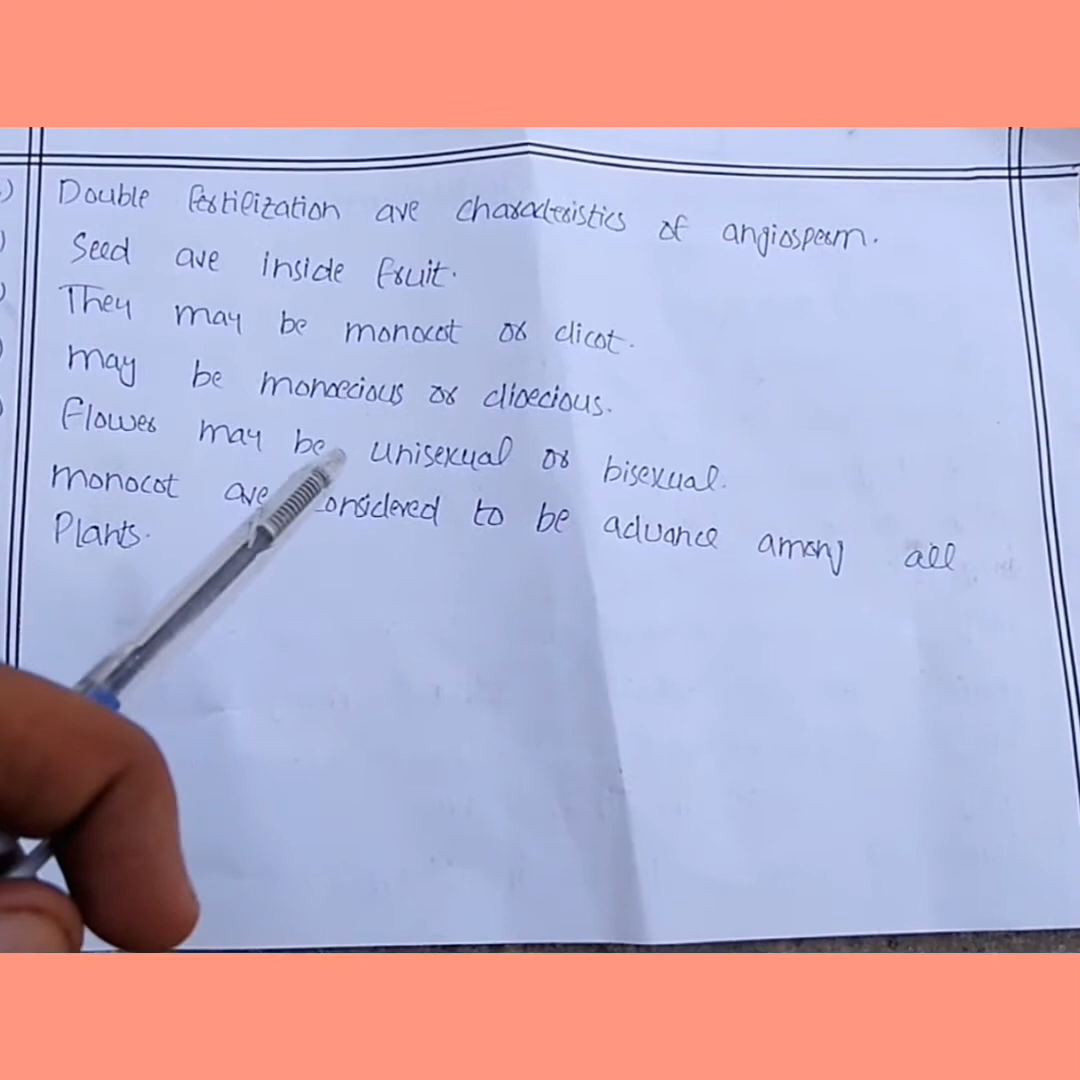 Double fertilization are characteristics of angiosperm.
Seed are inside fruit.
They may be monocot or dicot.
may be monoecious or dioecious.
Flower may be unisexual or bisexual.
monocot are considered to be advance among all
Plants.